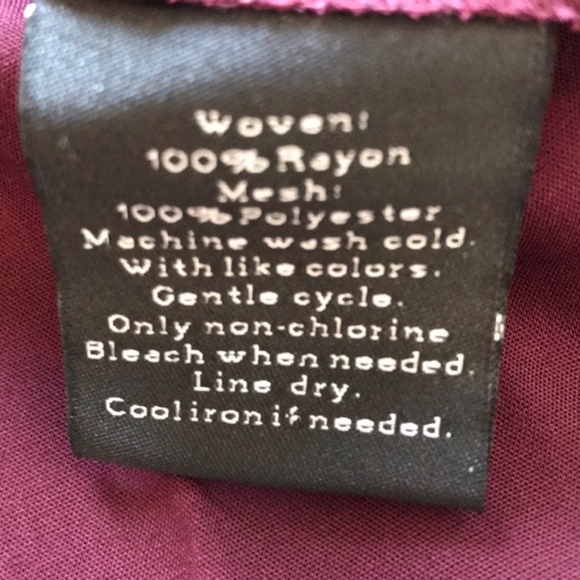 Woven:
100% Rayon
Mesh:
100% Polyester
Machine wash cold.
With like colors.
Gentle cycle.
Only non-chlorine
Bleach when needed.
Line dry.
Cool iron if needed.